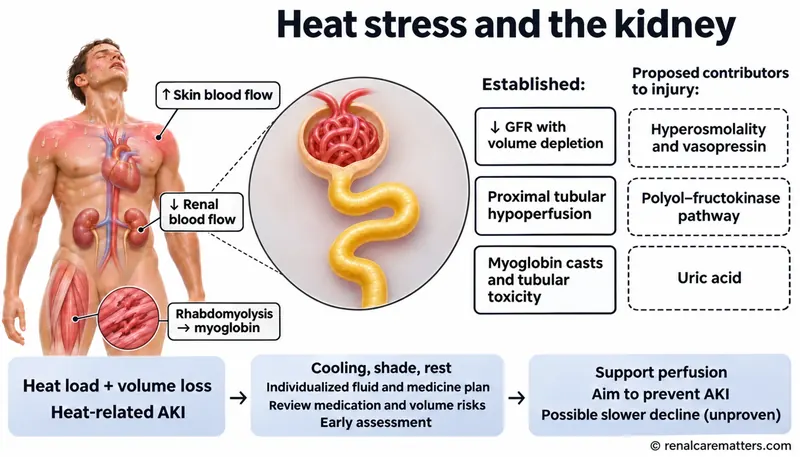 Heat stress and the kidney
↑ Skin blood flow
↓ Renal
blood flow
Rhabdomyolysis
→ myoglobin
Established:
↓ GFR with
volume depletion
Proximal tubular
hypoperfusion
Myoglobin casts
and tubular
toxicity
Proposed contributors
to injury:
Hyperosmolality
and vasopressin
Polyol–fructokinase
pathway
Uric acid
Heat load + volume loss
Heat-related AKI
→
Cooling, shade, rest
Individualized fluid and medicine plan
Review medication and volume risks
Early assessment
→
Support perfusion
Aim to prevent AKI
Possible slower decline (unproven)
© renalcarematters.com